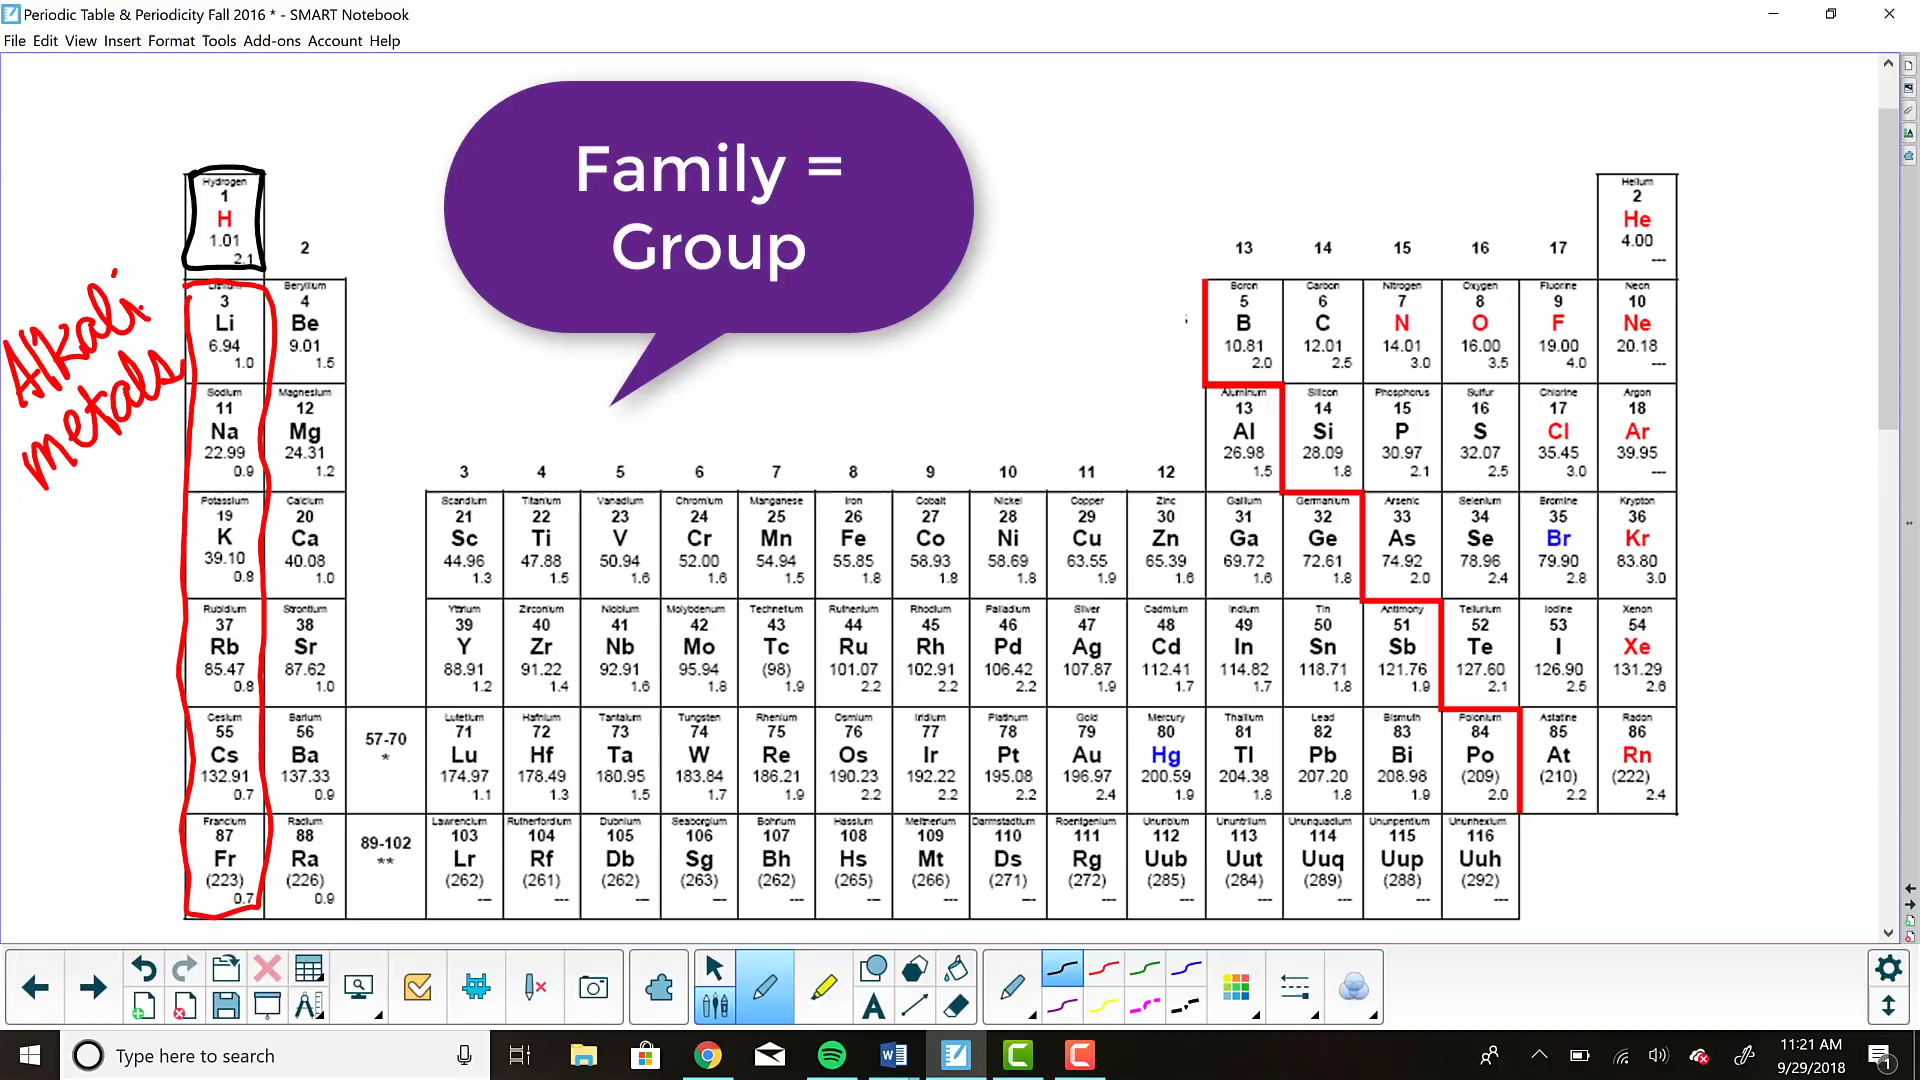 Periodic Table & Periodicity Fall 2016 * - SMART Notebook
File Edit View Insert Format Tools Add-ons Account Help
Family =
Group
Alkali
metals
2 13 14 15 16 17
3 4 5 6 7 8 9 10 11 12
Hydrogen Helium
1 2
H He
1.01 4.00
2.1 ---
Lithium Beryllium Boron Carbon Nitrogen Oxygen Fluorine Neon
3 4 5 6 7 8 9 10
Li Be B C N O F Ne
6.94 9.01 10.81 12.01 14.01 16.00 19.00 20.18
1.0 1.5 2.0 2.5 3.0 3.5 4.0 ---
Sodium Magnesium Aluminum Silicon Phosphorus Sulfur Chlorine Argon
11 12 13 14 15 16 17 18
Na Mg Al Si P S Cl Ar
22.99 24.31 26.98 28.09 30.97 32.07 35.45 39.95
0.9 1.2 1.5 1.8 2.1 2.5 3.0 ---
Potassium Calcium Scandium Titanium Vanadium Chromium Manganese Iron Cobalt Nickel Copper Zinc Gallium Germanium Arsenic Selenium Bromine Krypton
19 20 21 22 23 24 25 26 27 28 29 30 31 32 33 34 35 36
K Ca Sc Ti V Cr Mn Fe Co Ni Cu Zn Ga Ge As Se Br Kr
39.10 40.08 44.96 47.88 50.94 52.00 54.94 55.85 58.93 58.69 63.55 65.39 69.72 72.61 74.92 78.96 79.90 83.80
0.8 1.0 1.3 1.5 1.6 1.6 1.5 1.8 1.8 1.8 1.9 1.6 1.6 1.8 2.0 2.4 2.8 3.0
Rubidium Strontium Yttrium Zirconium Niobium Molybdenum Technetium Ruthenium Rhodium Palladium Silver Cadmium Indium Tin Antimony Tellurium Iodine Xenon
37 38 39 40 41 42 43 44 45 46 47 48 49 50 51 52 53 54
Rb Sr Y Zr Nb Mo Tc Ru Rh Pd Ag Cd In Sn Sb Te I Xe
85.47 87.62 88.91 91.22 92.91 95.94 (98) 101.07 102.91 106.42 107.87 112.41 114.82 118.71 121.76 127.60 126.90 131.29
0.8 1.0 1.2 1.4 1.6 1.8 1.9 2.2 2.2 2.2 1.9 1.7 1.7 1.8 1.9 2.1 2.5 2.6
Cesium Barium Lutetium Hafnium Tantalum Tungsten Rhenium Osmium Iridium Platinum Gold Mercury Thallium Lead Bismuth Polonium Astatine Radon
55 56 57-70 71 72 73 74 75 76 77 78 79 80 81 82 83 84 85 86
Cs Ba * Lu Hf Ta W Re Os Ir Pt Au Hg Tl Pb Bi Po At Rn
132.91 137.33 174.97 178.49 180.95 183.84 186.21 190.23 192.22 195.08 196.97 200.59 204.38 207.20 208.98 (209) (210) (222)
0.7 0.9 1.1 1.3 1.5 1.7 1.9 2.2 2.2 2.2 2.4 1.9 1.8 1.8 1.9 2.0 2.2 2.4
Francium Radium Lawrencium Rutherfordium Dubnium Seaborgium Bohrium Hassium Meitnerium Darmstadtium Roentgenium Ununbium Ununtrium Ununquadium Ununpentium Ununhexium
87 88 89-102 103 104 105 106 107 108 109 110 111 112 113 114 115 116
Fr Ra ** Lr Rf Db Sg Bh Hs Mt Ds Rg Uub Uut Uuq Uup Uuh
(223) (226) (262) (261) (262) (263) (262) (265) (266) (271) (272) (285) (284) (289) (288) (292)
0.7 0.9 --- --- --- --- --- --- --- --- --- --- --- --- --- ---
Type here to search
11:21 AM
9/29/2018
1